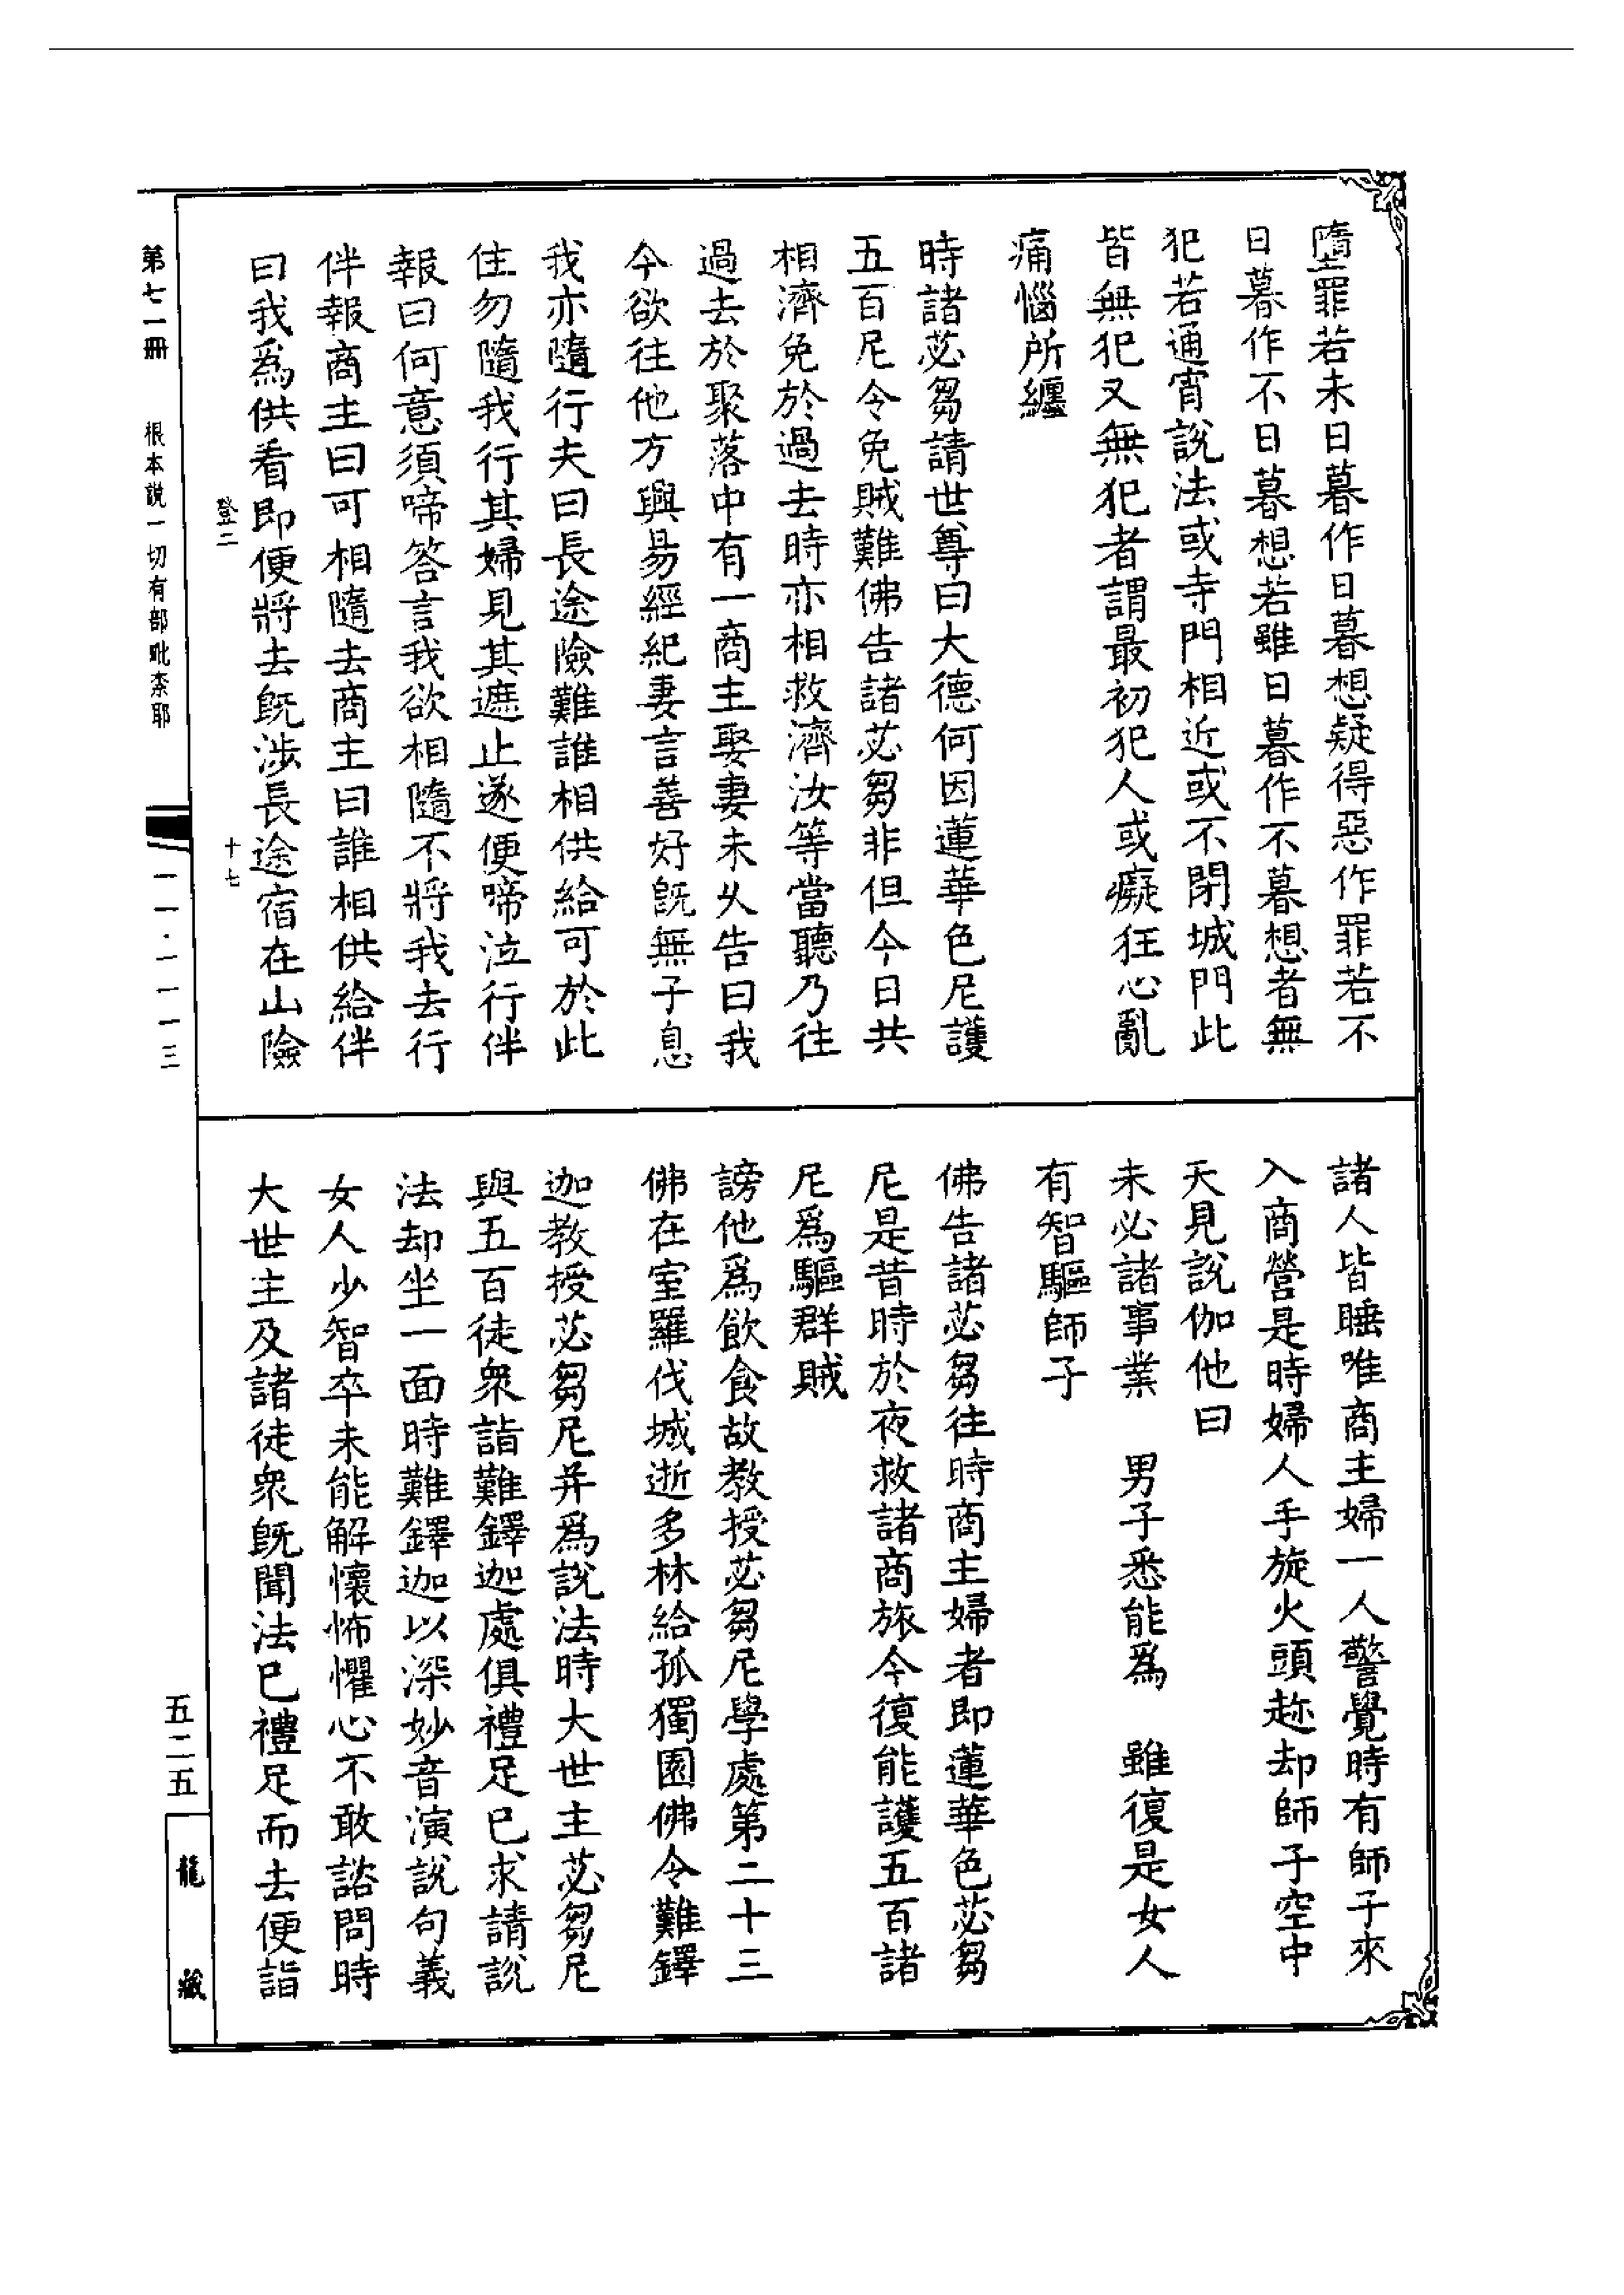 墮罪若未日暮作日暮想疑得惡作罪若不
日暮作不日暮想若雖日暮作不暮想者無
犯若通宵說法或寺門相近或不閉城門此
皆無犯又無犯者謂最初犯人或癡狂心亂
痛惱所纏
時諸苾芻請世尊曰大德何因蓮華色尼護
五百尼令免賊難佛告諸苾芻非但今日共
相濟免於過去時亦相救濟汝等當聽乃往
過去於聚落中有一商主娶妻未久告曰我
今欲往他方興易經紀妻言善好旣無子息
我亦隨行夫曰長途險難誰相供給可於此
住勿隨我行其婦見其遮止遂便啼泣行伴
報曰何意須啼答言我欲相隨不將我去行
伴報商主曰可相隨去商主曰誰相供給伴
曰我爲供看即便將去旣涉長途宿在山險
登二 十七
諸人皆睡唯商主婦一人警覺時有師子來
入商營是時婦人手旋火頭趂却師子空中
天見說伽他曰
未必諸事業 男子悉能爲 雖復是女人
有智驅師子
佛告諸苾芻往時商主婦者即蓮華色苾芻
尼是昔時於夜救諸商旅今復能護五百諸
尼爲驅群賊
謗他爲飮食故教授苾芻尼學處第二十三
佛在室羅伐城逝多林給孤獨園佛令難鐸
迦教授苾芻尼并爲說法時大世主苾芻尼
與五百徒衆詣難鐸迦處俱禮足已求請說
法却坐一面時難鐸迦以深妙音演說句義
女人少智卒未能解懷怖懼心不敢諮問時
大世主及諸徒衆旣聞法已禮足而去便詣
第七一冊 根本説一切有部毗柰耶 一一·一一一三
五二五
龍藏